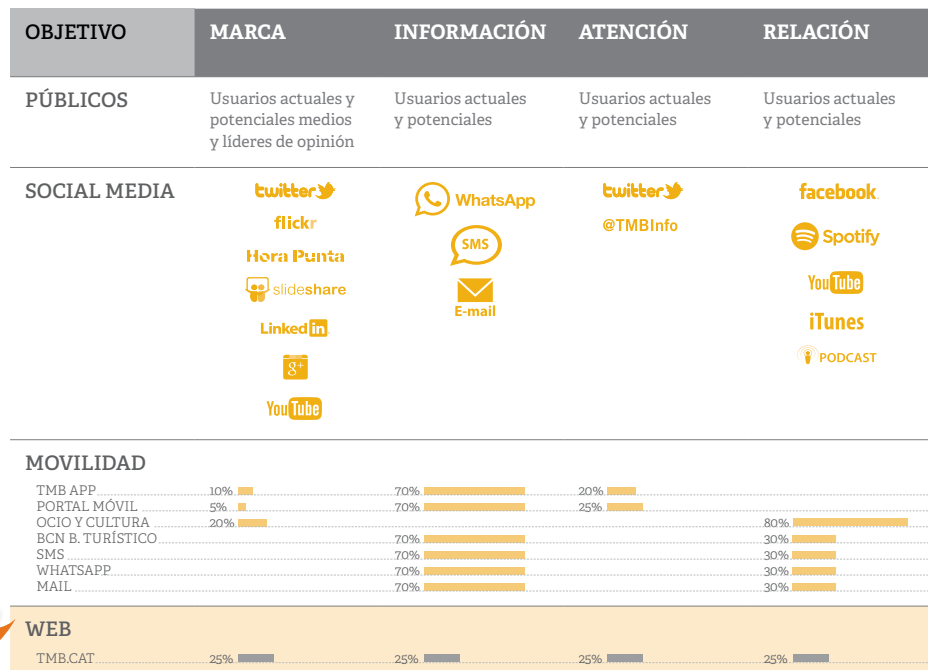 OBJETIVO MARCA INFORMACIÓN ATENCIÓN RELACIÓN
PÚBLICOS Usuarios actuales y Usuarios actuales Usuarios actuales Usuarios actuales
potenciales medios y potenciales y potenciales y potenciales
y líderes de opinión
SOCIAL MEDIA twitter WhatsApp twitter facebook
flickr SMS @TMBInfo Spotify
Hora Punta E-mail YouTube
slideshare iTunes
Linked in PODCAST
g+
YouTube
MOVILIDAD
TMB APP 10% 70% 20%
PORTAL MÓVIL 5% 70% 25%
OCIO Y CULTURA 20% 80%
BCN B. TURÍSTICO 70% 30%
SMS 70% 30%
WHATSAPP 70% 30%
MAIL 70% 30%
WEB
TMB.CAT 25% 25% 25% 25%